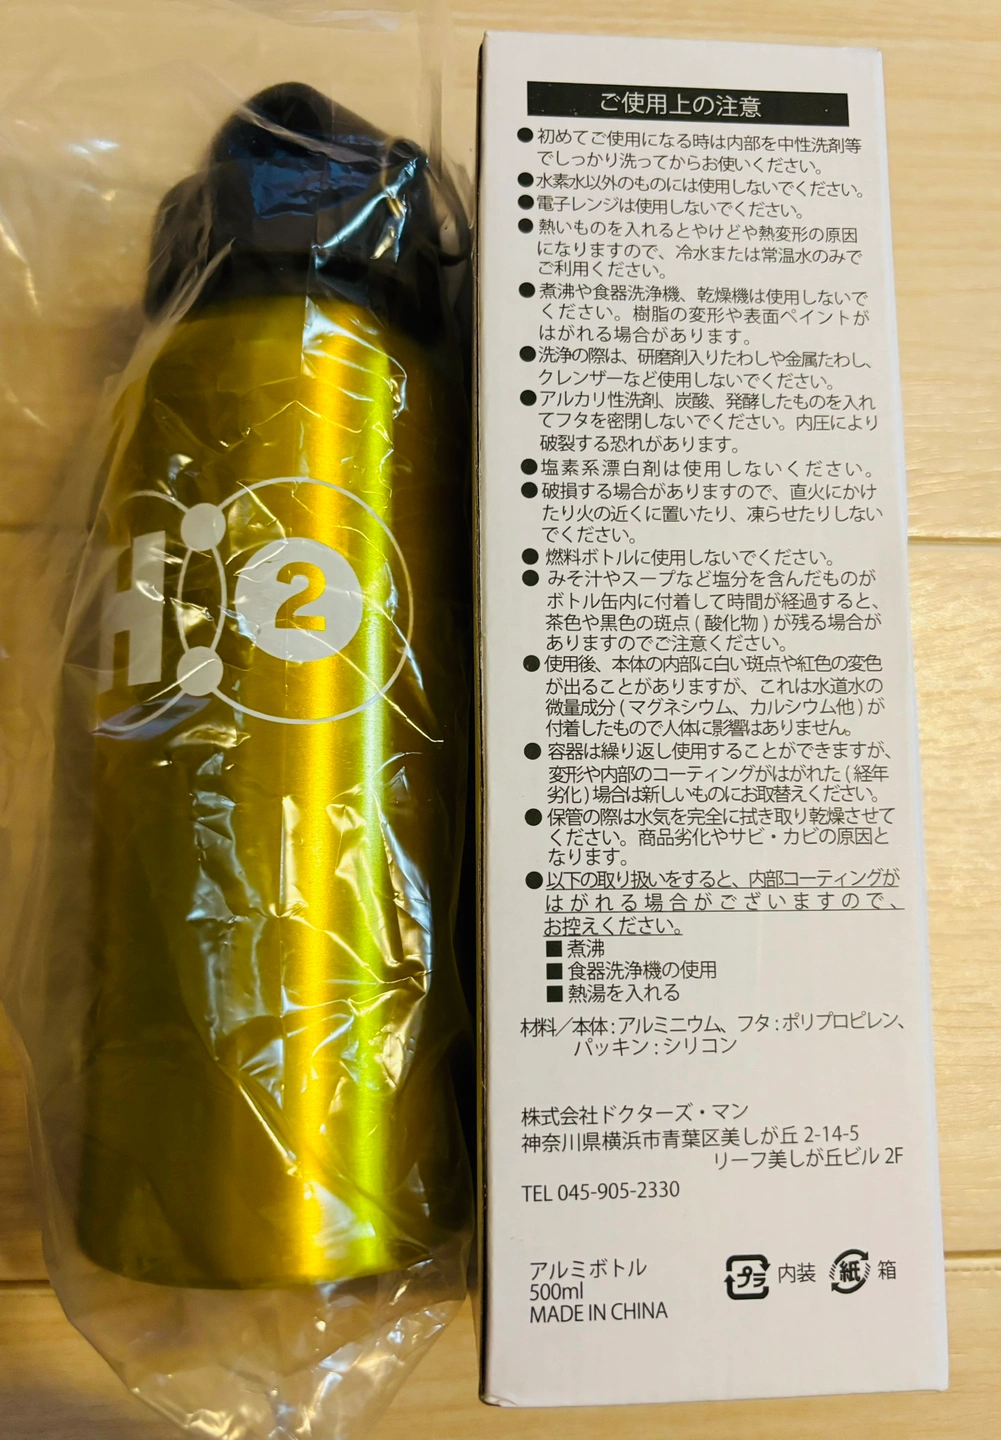 H
2
ご使用上の注意
●初めてご使用になる時は内部を中性洗剤等
でしっかり洗ってからお使いください。
●水素水以外のものには使用しないでください。
●電子レンジは使用しないでください。
●熱いものを入れるとやけどや熱変形の原因
になりますので、冷水または常温水のみで
ご利用ください。
●煮沸や食器洗浄機、乾燥機は使用しないで
ください。樹脂の変形や表面ペイントが
はがれる場合があります。
●洗浄の際は、研磨剤入りたわしや金属たわし、
クレンザーなど使用しないでください。
●アルカリ性洗剤、炭酸、発酵したものを入れ
てフタを密閉しないでください。内圧により
破裂する恐れがあります。
●塩素系漂白剤は使用しないください。
●破損する場合がありますので、直火にかけ
たり火の近くに置いたり、凍らせたりしない
でください。
●燃料ボトルに使用しないでください。
●みそ汁やスープなど塩分を含んだものが
ボトル缶内に付着して時間が経過すると、
茶色や黒色の斑点(酸化物)が残る場合が
ありますのでご注意ください。
●使用後、本体の内部に白い斑点や紅色の変色
が出ることがありますが、これは水道水の
微量成分(マグネシウム、カルシウム他)が
付着したもので人体に影響はありません。
●容器は繰り返し使用することができますが、
変形や内部のコーティングがはがれた(経年
劣化)場合は新しいものにお取替えください。
●保管の際は水気を完全に拭き取り乾燥させて
ください。商品劣化やサビ・カビの原因と
なります。
●以下の取り扱いをすると、内部コーティングが
はがれる場合がございますので、
お控えください。
■煮沸
■食器洗浄機の使用
■熱湯を入れる
材料／本体:アルミニウム、フタ:ポリプロピレン、
パッキン:シリコン
株式会社ドクターズ・マン
神奈川県横浜市青葉区美しが丘 2-14-5
リーフ美しが丘ビル 2F
TEL 045-905-2330
アルミボトル
500ml
MADE IN CHINA
プラ 内装 紙 箱